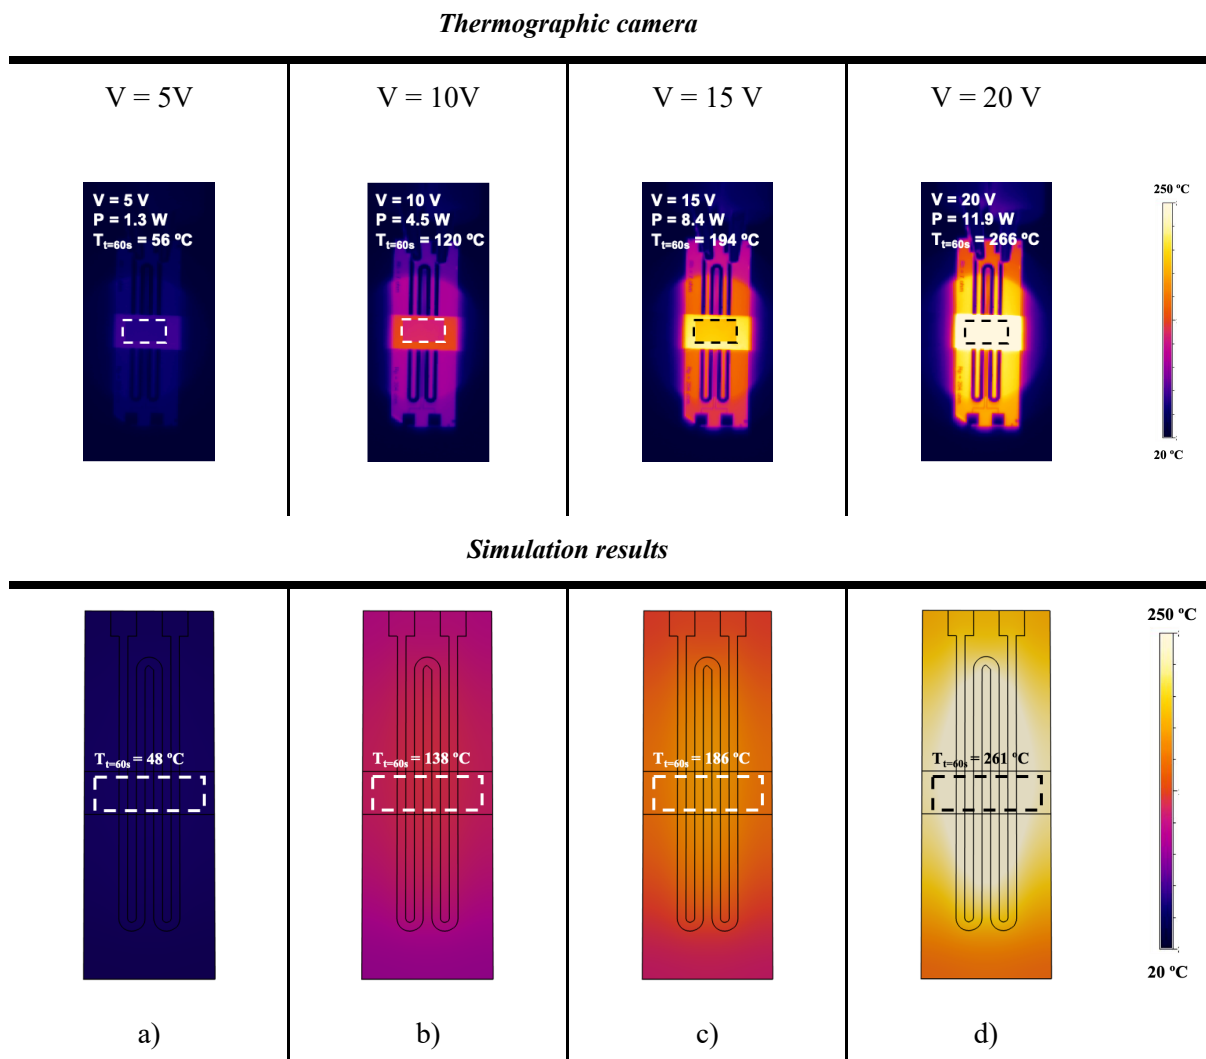 Thermographic camera
V = 5V
V = 10V
V = 15 V
V = 20 V
V = 5 V
P = 1.3 W
Tt=60s = 56 ºC
V = 10 V
P = 4.5 W
Tt=60s = 120 ºC
V = 15 V
P = 8.4 W
Tt=60s = 194 ºC
V = 20 V
P = 11.9 W
Tt=60s = 266 ºC
250 ºC
20 ºC
Simulation results
Tt=60s = 48 ºC
Tt=60s = 138 ºC
Tt=60s = 186 ºC
Tt=60s = 261 ºC
250 ºC
20 ºC
a)
b)
c)
d)